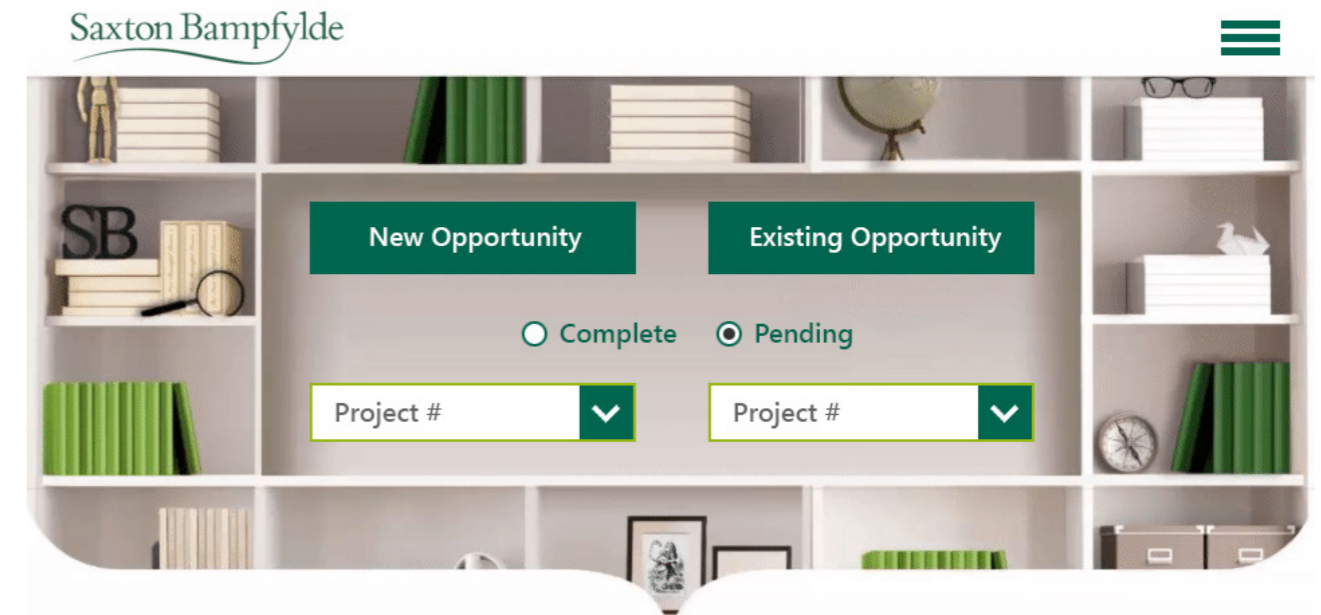 Saxton Bampfylde
New Opportunity
Existing Opportunity
SB
Complete
Pending
Project #
Project #